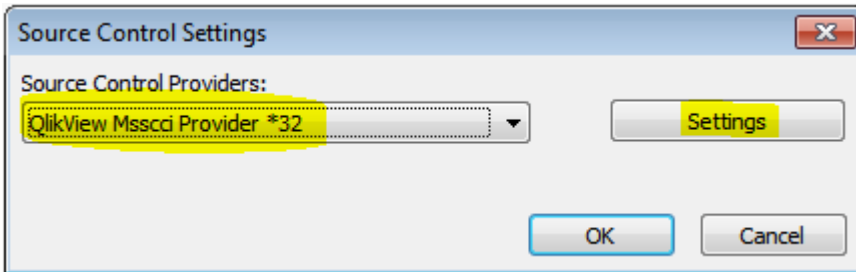 Source Control Settings
Source Control Providers:
QlikView Msscci Provider *32
Settings
OK
Cancel